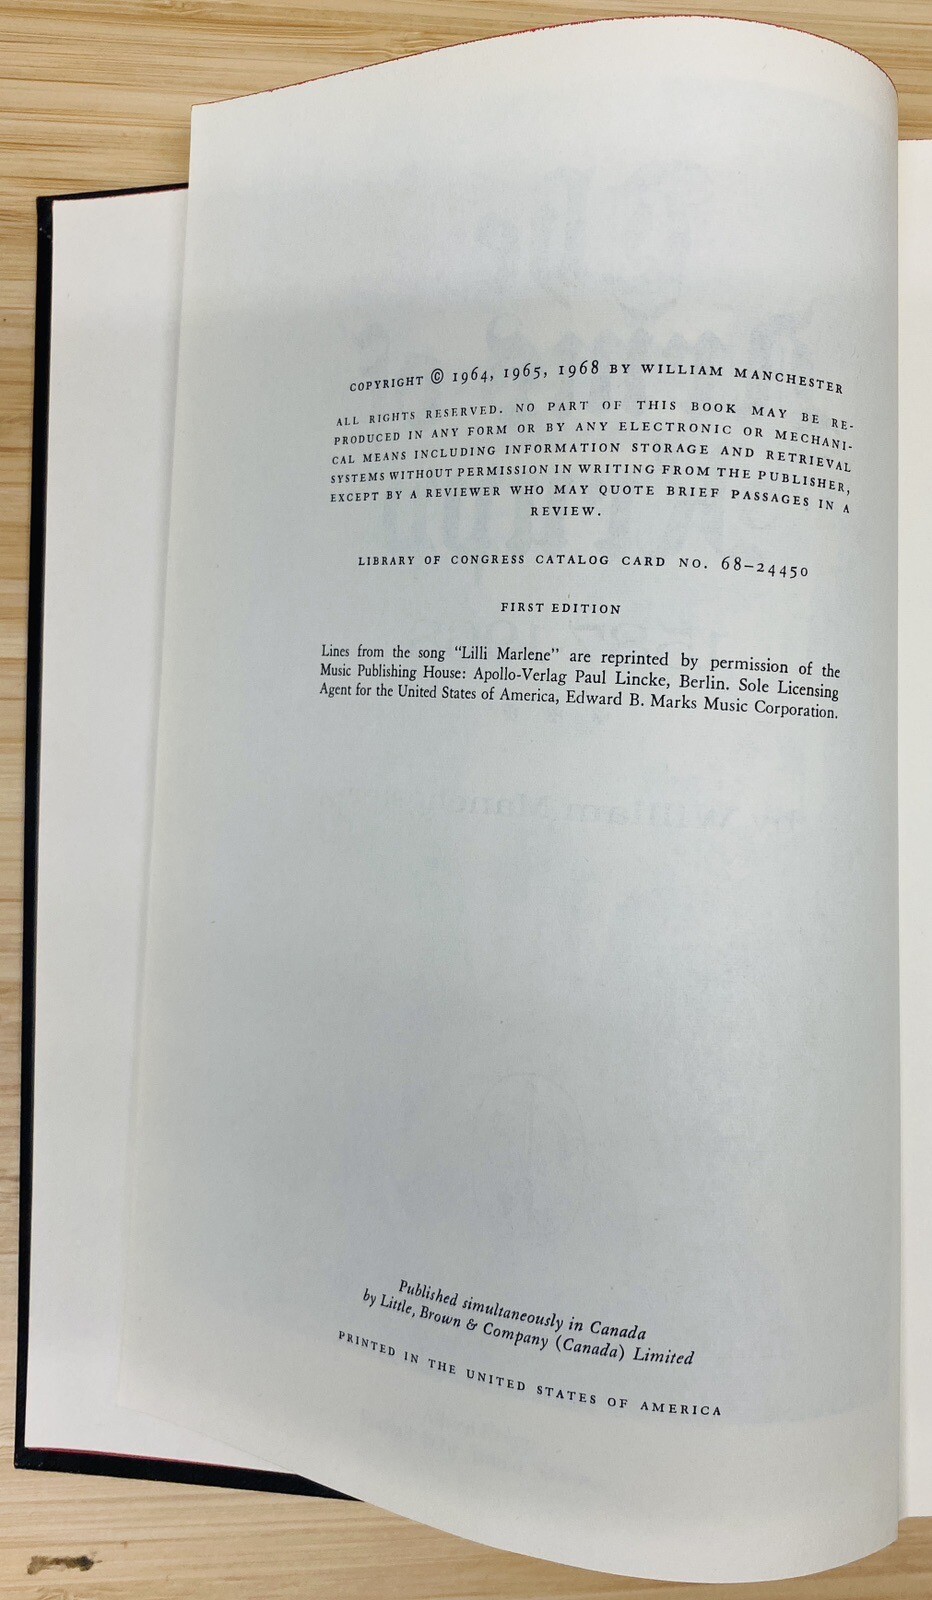 COPYRIGHT © 1964, 1965, 1968 BY WILLIAM MANCHESTER
ALL RIGHTS RESERVED. NO PART OF THIS BOOK MAY BE RE-
PRODUCED IN ANY FORM OR BY ANY ELECTRONIC OR MECHANI-
CAL MEANS INCLUDING INFORMATION STORAGE AND RETRIEVAL
SYSTEMS WITHOUT PERMISSION IN WRITING FROM THE PUBLISHER,
EXCEPT BY A REVIEWER WHO MAY QUOTE BRIEF PASSAGES IN A
REVIEW.
LIBRARY OF CONGRESS CATALOG CARD NO. 68–24450
FIRST EDITION
Lines from the song "Lilli Marlene" are reprinted by permission of the
Music Publishing House: Apollo-Verlag Paul Lincke, Berlin. Sole Licensing
Agent for the United States of America, Edward B. Marks Music Corporation.
by William Manchester
Published simultaneously in Canada
by Little, Brown & Company (Canada) Limited
PRINTED IN THE UNITED STATES OF AMERICA